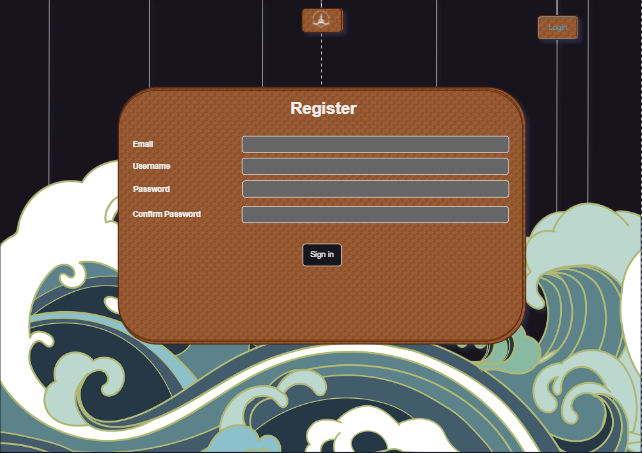 Login
Register
Email
Username
Password
Confirm Password
Sign in